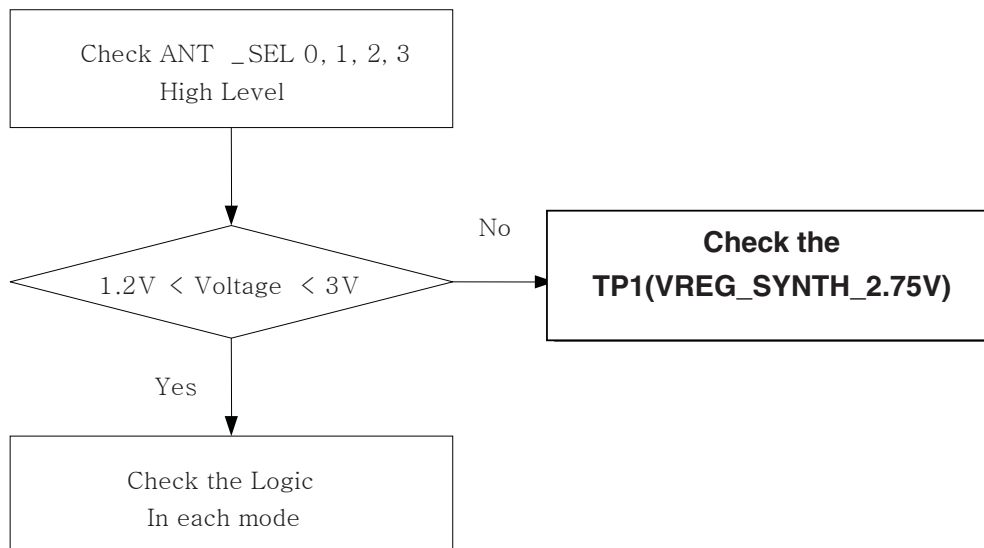 Check ANT _SEL 0, 1, 2, 3
High Level
No
Check the
TP1(VREG_SYNTH_2.75V)
1.2V < Voltage < 3V
Yes
Check the Logic
In each mode